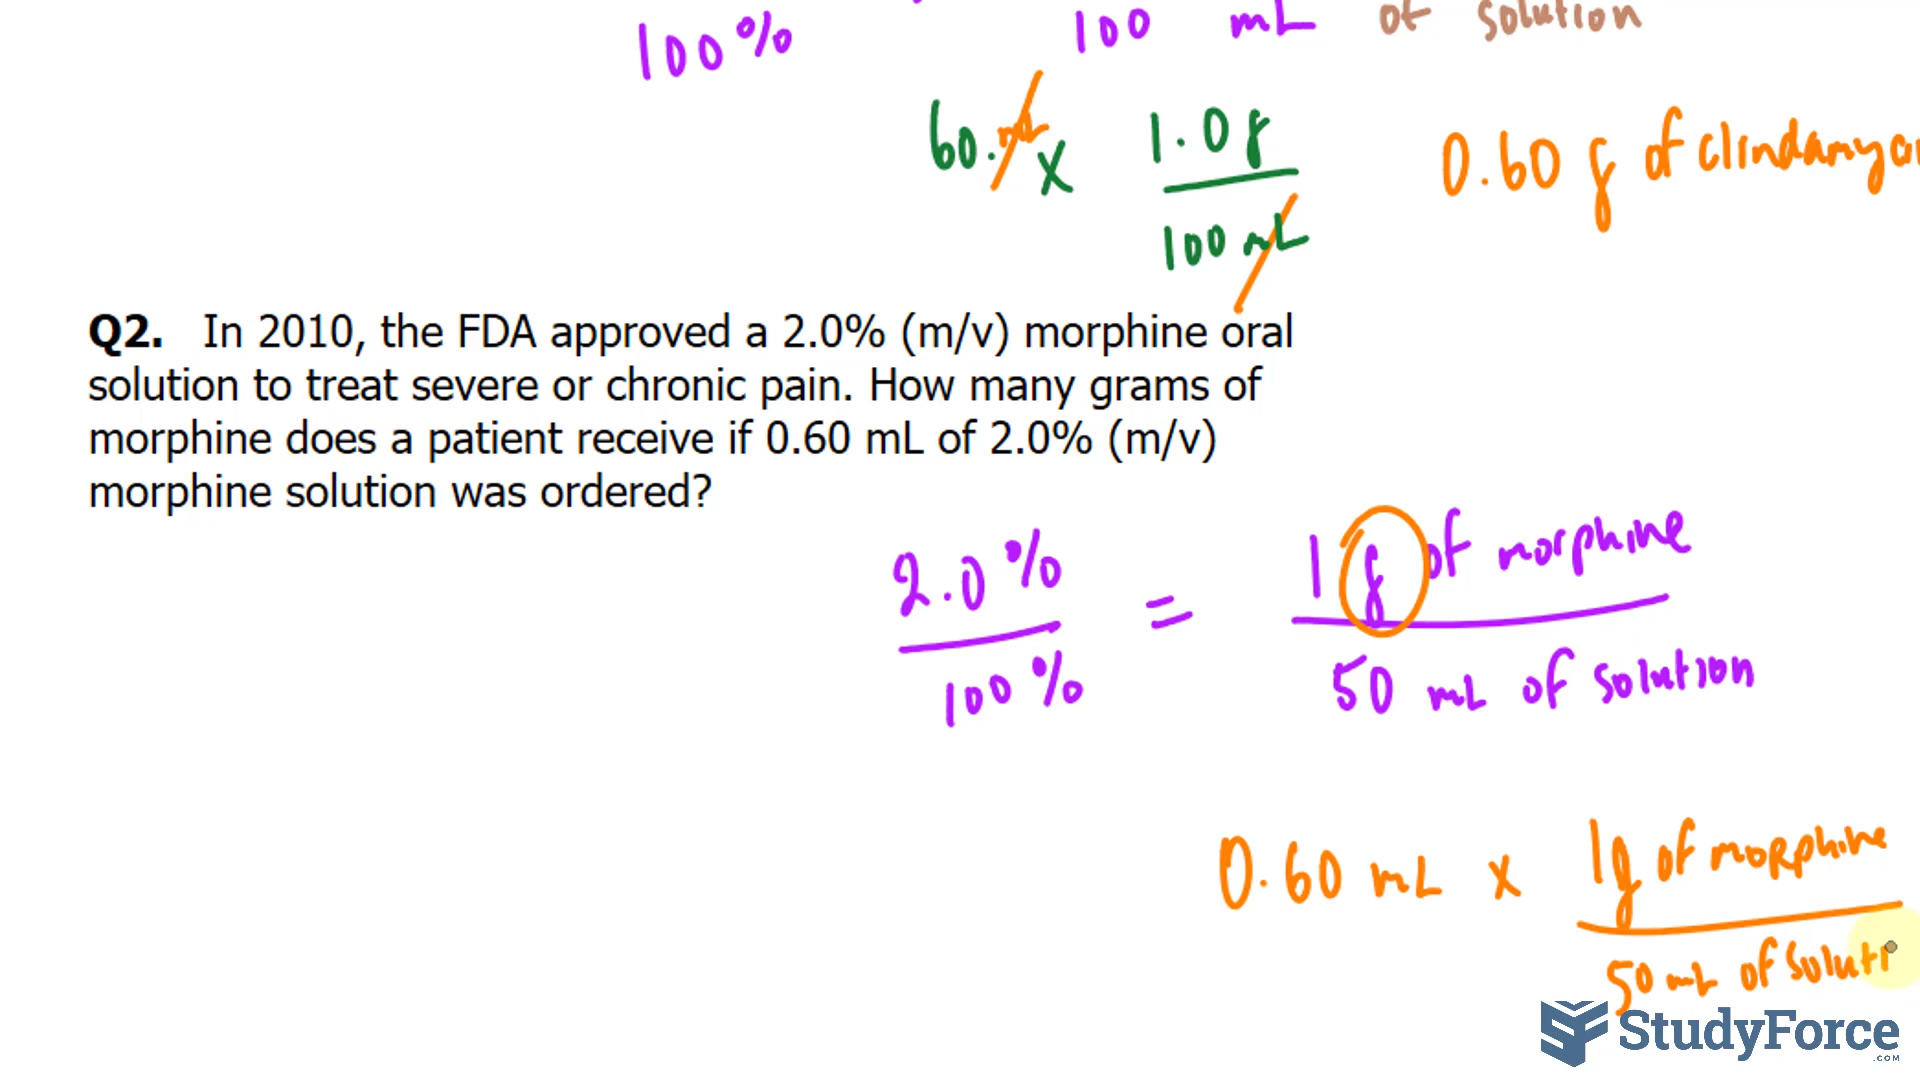 100% 100 mL of solution
60. mL x 1.0 g 0.60 g of clindamyci
100 mL
Q2. In 2010, the FDA approved a 2.0% (m/v) morphine oral
solution to treat severe or chronic pain. How many grams of
morphine does a patient receive if 0.60 mL of 2.0% (m/v)
morphine solution was ordered?
2.0% = 1 g of morphine
100% 50 mL of solution
0.60 mL x 1g of morphine
50 mL of soluti
StudyForce
.COM